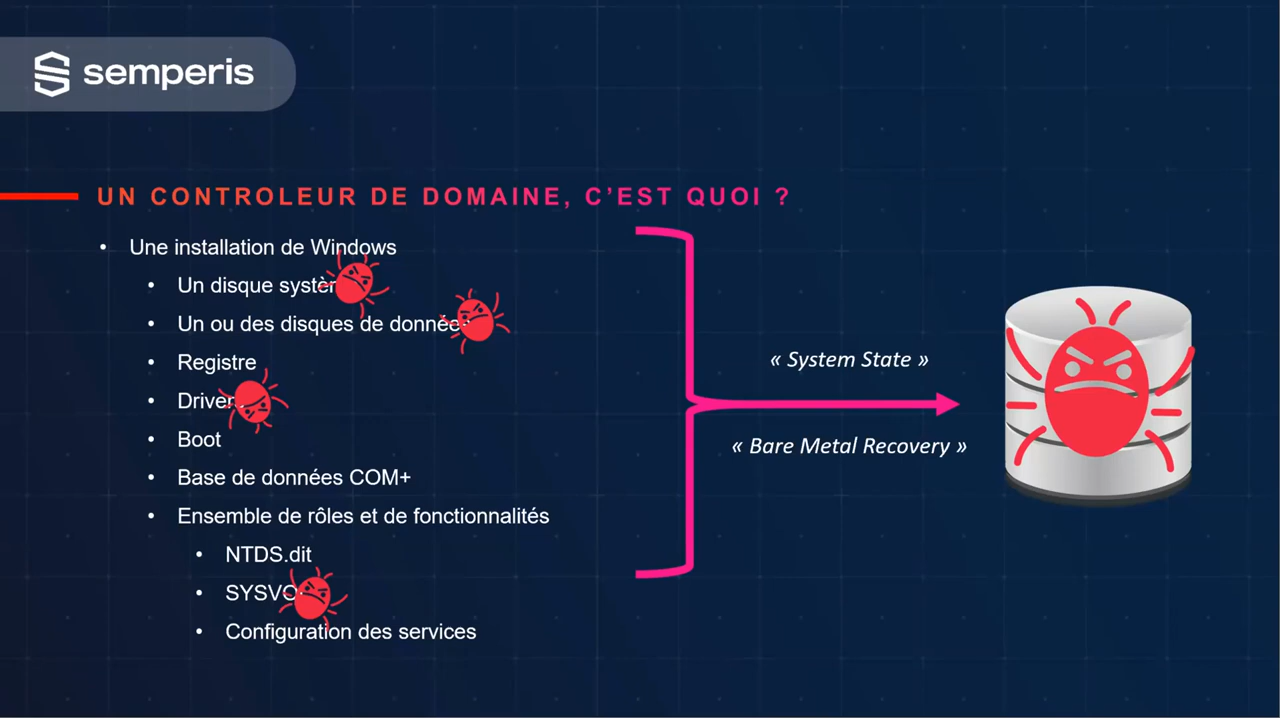 semperis
UN CONTROLEUR DE DOMAINE, C'EST QUOI ?
• Une installation de Windows
• Un disque systè
• Un ou des disques de donnée
• Registre
• Driver
• Boot
• Base de données COM+
• Ensemble de rôles et de fonctionnalités
• NTDS.dit
• SYSVO
• Configuration des services
« System State »
« Bare Metal Recovery »